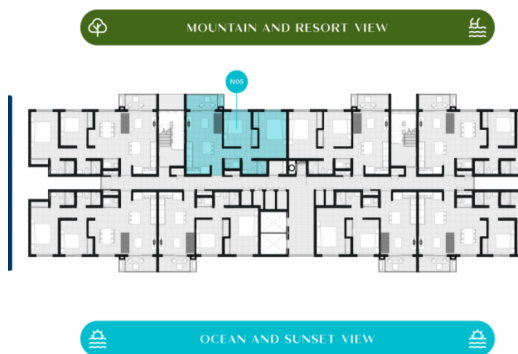 MOUNTAIN AND RESORT VIEW
N05
OCEAN AND SUNSET VIEW